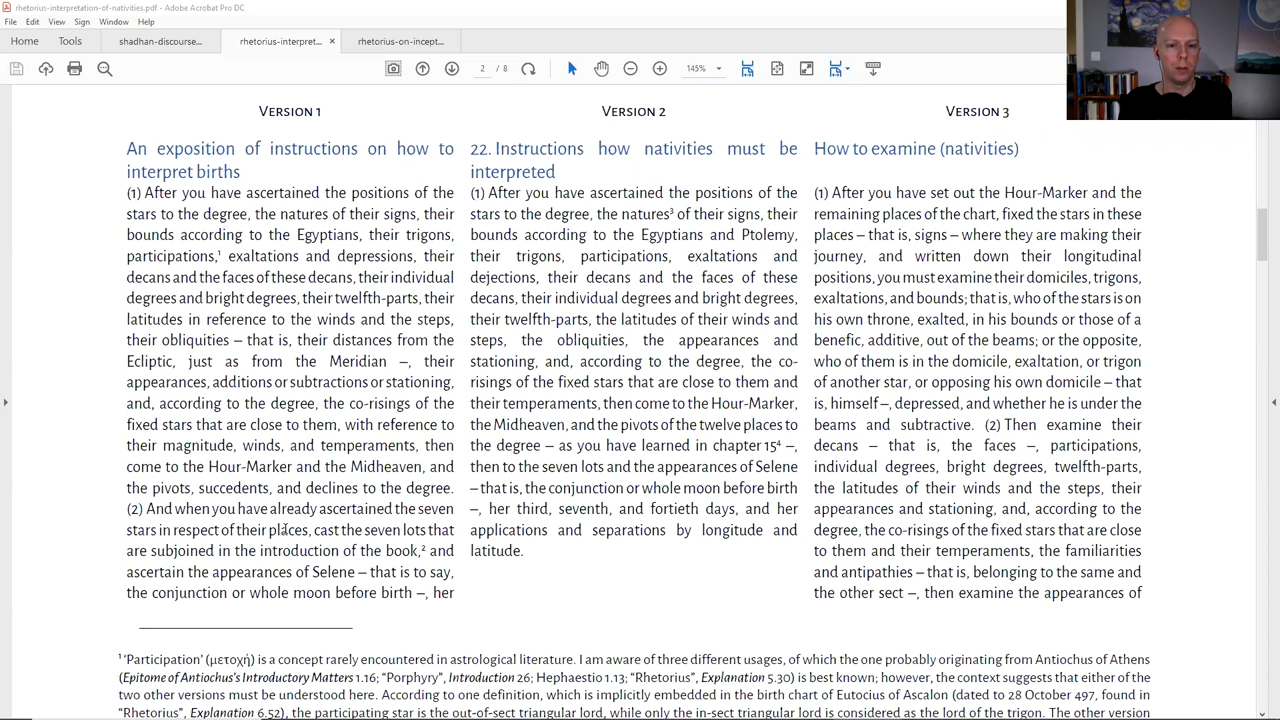 rhetorius-interpretation-of-nativities.pdf - Adobe Acrobat Pro DC
File Edit View Sign Window Help
Home Tools shadhan-discourse... rhetorius-interpret... × rhetorius-on-incept...
2 / 8 145%
VERSION 1
An exposition of instructions on how to
interpret births
(1) After you have ascertained the positions of the
stars to the degree, the natures of their signs, their
bounds according to the Egyptians, their trigons,
participations,¹ exaltations and depressions, their
decans and the faces of these decans, their individual
degrees and bright degrees, their twelfth-parts, their
latitudes in reference to the winds and the steps,
their obliquities – that is, their distances from the
Ecliptic, just as from the Meridian –, their
appearances, additions or subtractions or stationing,
and, according to the degree, the co-risings of the
fixed stars that are close to them, with reference to
their magnitude, winds, and temperaments, then
come to the Hour-Marker and the Midheaven, and
the pivots, succedents, and declines to the degree.
(2) And when you have already ascertained the seven
stars in respect of their places, cast the seven lots that
are subjoined in the introduction of the book,² and
ascertain the appearances of Selene – that is to say,
the conjunction or whole moon before birth –, her
VERSION 2
22. Instructions how nativities must be
interpreted
(1) After you have ascertained the positions of the
stars to the degree, the natures³ of their signs, their
bounds according to the Egyptians and Ptolemy,
their trigons, participations, exaltations and
dejections, their decans and the faces of these
decans, their individual degrees and bright degrees,
their twelfth-parts, the latitudes of their winds and
steps, the obliquities, the appearances and
stationing, and, according to the degree, the co-
risings of the fixed stars that are close to them and
their temperaments, then come to the Hour-Marker,
the Midheaven, and the pivots of the twelve places to
the degree – as you have learned in chapter 15⁴ –,
then to the seven lots and the appearances of Selene
– that is, the conjunction or whole moon before birth
–, her third, seventh, and fortieth days, and her
applications and separations by longitude and
latitude.
VERSION 3
How to examine (nativities)
(1) After you have set out the Hour-Marker and the
remaining places of the chart, fixed the stars in these
places – that is, signs – where they are making their
journey, and written down their longitudinal
positions, you must examine their domiciles, trigons,
exaltations, and bounds; that is, who of the stars is on
his own throne, exalted, in his bounds or those of a
benefic, additive, out of the beams; or the opposite,
who of them is in the domicile, exaltation, or trigon
of another star, or opposing his own domicile – that
is, himself –, depressed, and whether he is under the
beams and subtractive. (2) Then examine their
decans – that is, the faces –, participations,
individual degrees, bright degrees, twelfth-parts,
the latitudes of their winds and the steps, their
appearances and stationing, and, according to the
degree, the co-risings of the fixed stars that are close
to them and their temperaments, the familiarities
and antipathies – that is, belonging to the same and
the other sect –, then examine the appearances of
¹ ‘Participation’ (μετοχή) is a concept rarely encountered in astrological literature. I am aware of three different usages, of which the one probably originating from Antiochus of Athens
(Epitome of Antiochus’s Introductory Matters 1.16; “Porphyry”, Introduction 26; Hephaestio 1.13; “Rhetorius”, Explanation 5.30) is best known; however, the context suggests that either of the
two other versions must be understood here. According to one definition, which is implicitly embedded in the birth chart of Eutocius of Ascalon (dated to 28 October 497, found in
“Rhetorius”, Explanation 6.52), the participating star is the out-of-sect triangular lord, while only the in-sect triangular lord is considered as the lord of the trigon. The other version